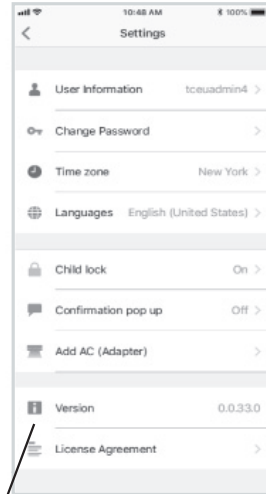 10:48 AM 100%
Settings
User Information tceuadmin4 >
Change Password >
Time zone New York >
Languages English (United States) >
Child lock On >
Confirmation pop up Off >
Add AC (Adapter) >
Version 0.0.33.0
License Agreement >